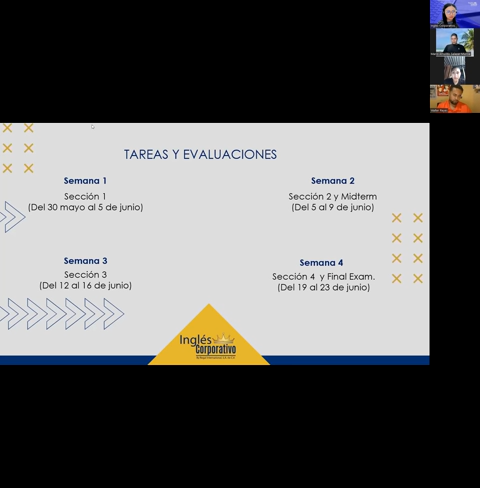 TAREAS Y EVALUACIONES
Semana 1
Sección 1
(Del 30 mayo al 5 de junio)
Semana 2
Sección 2 y Midterm
(Del 5 al 9 de junio)
Semana 3
Sección 3
(Del 12 al 16 de junio)
Semana 4
Sección 4 y Final Exam.
(Del 19 al 23 de junio)
Inglés
Corporativo